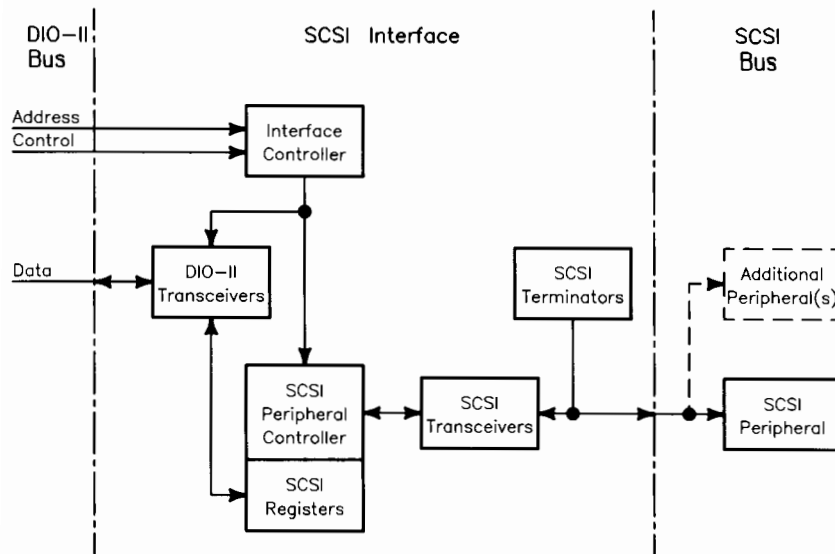 DIO-II
Bus
SCSI Interface
SCSI
Bus
Address
Control
Interface
Controller
Data
DIO-II
Transceivers
SCSI
Terminators
Additional
Peripheral(s)
SCSI
Peripheral
Controller
SCSI
Transceivers
SCSI
Peripheral
SCSI
Registers